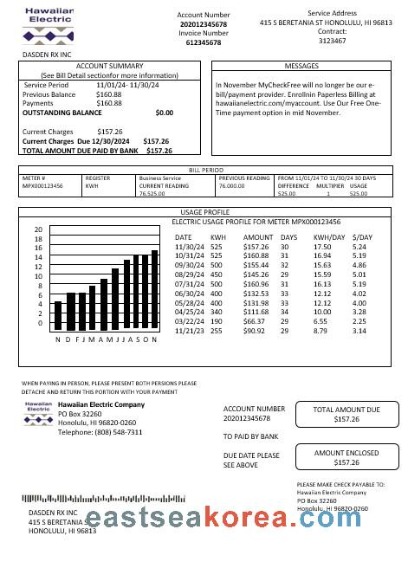 Hawaiian
Electric
Account Number
202012345678
Invoice Number
612345678
Service Address
415 S BERETANIA ST HONOLULU, HI 96813
Contract:
3123467
DASDEN RX INC
ACCOUNT SUMMARY
(See Bill Detail sectionfor more information)
Service Period 11/01/24- 11/30/24
Previous Balance $160.88
Payments $160.88
OUTSTANDING BALANCE $0.00
Current Charges $157.26
Current Charges Due 12/30/2024 $157.26
TOTAL AMOUNT DUE PAID BY BANK $157.26
MESSAGES
In November MyCheckFree will no longer be our e-
bill/payment provider. Enrollnin Paperless Billing at
hawaiianelectric.com/myaccount. Use Our Free One-
Time payment option in mid November.
BILL PERIOD
METER # REGISTER Business Service PREVIOUS READING FROM 11/01/24 TO 11/30/24 30 DAYS
MPX000123456 KWH CURRENT READING 76.000.00 DIFFERENCE MULTIPIER USAGE
76,525.00 525.00 1 525.00
USAGE PROFILE
ELECTRIC USAGE PROFILE FOR METER MPK000123456
20
18
16
14
12
10
8
6
4
2
0
N D F J M A M J J A S O N
DATE KWH AMOUNT DAYS KWH/DAY $/DAY
11/30/24 525 $157.26 30 17.50 5.24
10/31/24 525 $160.88 31 16.94 5.19
09/30/24 500 $155.44 32 15.63 4.86
08/29/24 450 $145.26 29 15.59 5.01
07/31/24 500 $160.96 31 16.13 5.19
06/30/24 400 $132.53 33 12.12 4.02
05/28/24 400 $131.98 33 12.12 4.00
04/25/24 340 $111.68 34 10.00 3.28
03/22/24 190 $66.37 29 6.55 2.25
11/21/23 255 $90.92 29 8.79 3.14
WHEN PAYING IN PERSON, PLEASE PRESENT BOTH PERSIONS PLEASE
DETACHE AND RETURN THIS PORTION WITH YOUR PAYMENT
Hawaiian
Electric
Hawaiian Electric Company
PO Box 32260
Honolulu, HI 96820-0260
Telephone: (808) 548-7311
ACCOUNT NUMBER
202012345678
TO PAID BY BANK
DUE DATE PLEASE
SEE ABOVE
TOTAL AMOUNT DUE
$157.26
AMOUNT ENCLOSED
$157.26
PLEASE MAKE CHECK PAYABLE TO:
Hawaiian Electric Company
PO Box 32260
Honolulu, HI 96820-0260
DASDEN RX INC
415 S BERETANIA S
HONOLULU, HI 96813
eastseakorea.com